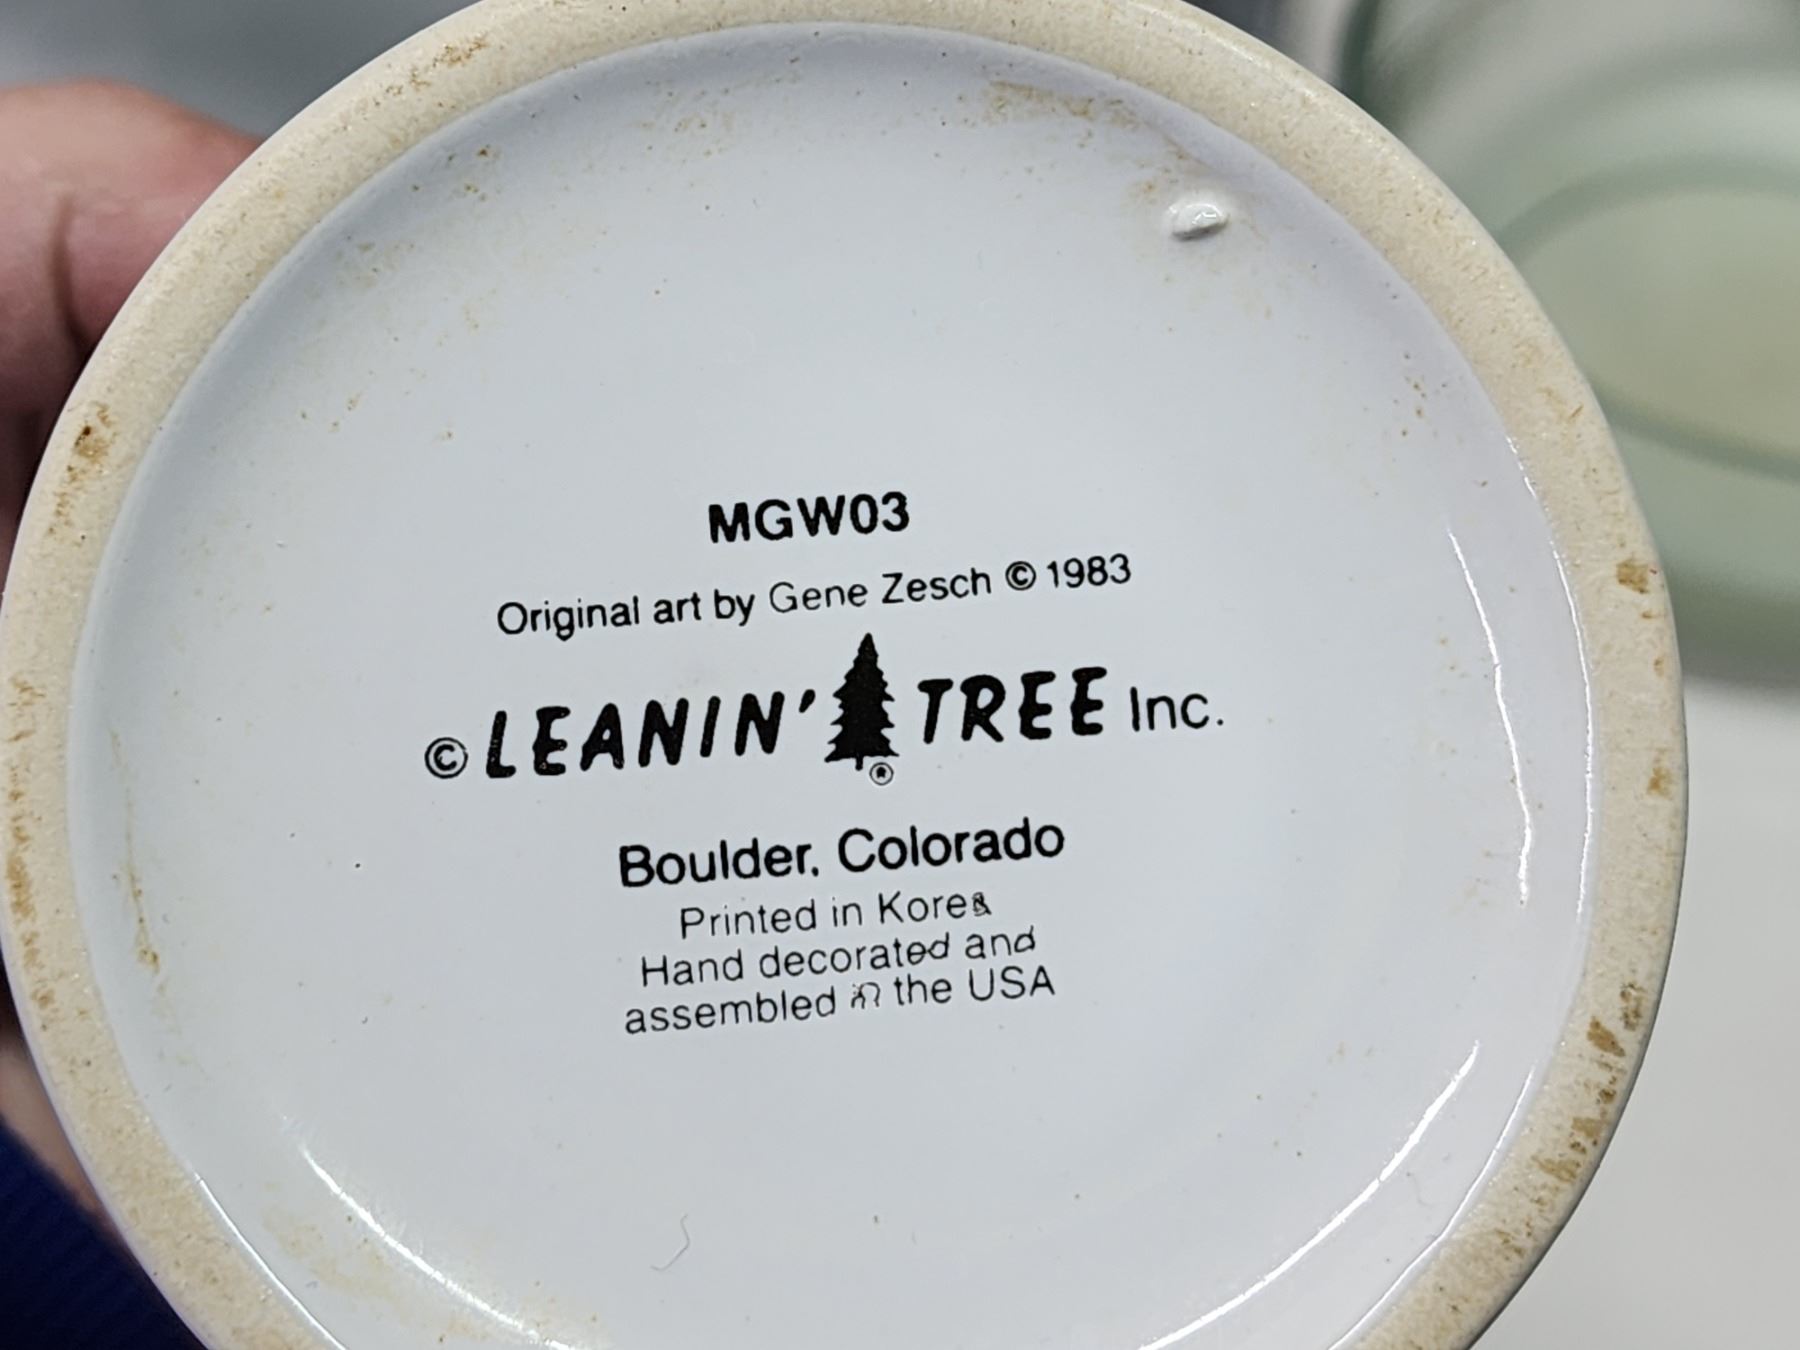 MGW03
Original art by Gene Zesch © 1983
© LEANIN' TREE Inc.
®
Boulder, Colorado
Printed in Korea
Hand decorated and
assembled in the USA